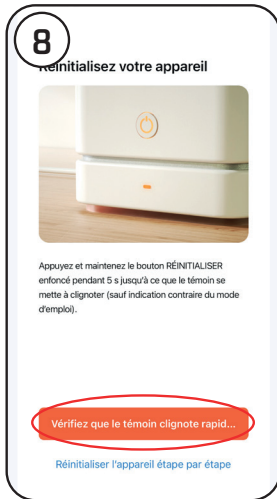 8
Réinitialisez votre appareil
Appuyez et maintenez le bouton RÉINITIALISER
enfoncé pendant 5 s jusqu'à ce que le témoin se
mette à clignoter (sauf indication contraire du mode
d'emploi).
Vérifiez que le témoin clignote rapid...
Réinitialiser l'appareil étape par étape